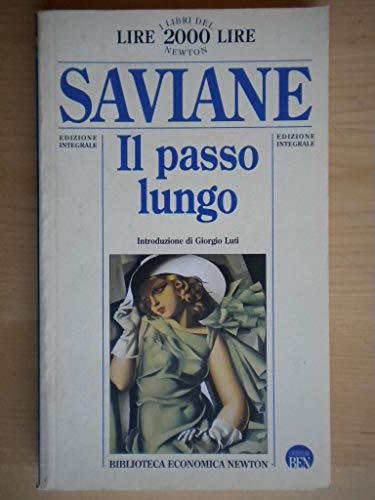 I LIBRI DEL
LIRE 2000 LIRE
NEWTON
SAVIANE
EDIZIONE
INTEGRALE
EDIZIONE
INTEGRALE
Il passo
lungo
Introduzione di Giorgio Luti
BIBLIOTECA ECONOMICA NEWTON
BEN